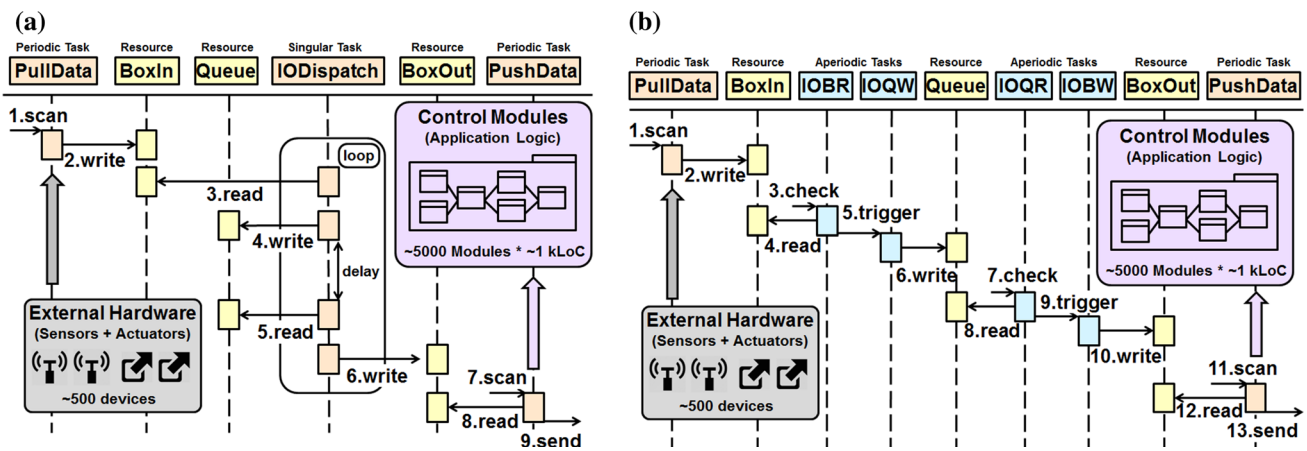 (a)
Periodic Task Resource Resource Singular Task Resource Periodic Task
PullData BoxIn Queue IODispatch BoxOut PushData
Control Modules
(Application Logic)
~5000 Modules * ~1 kLoC
1.scan
2.write
loop
3.read
4.write
delay
5.read
6.write
7.scan
8.read
9.send
External Hardware
(Sensors + Actuators)
~500 devices
(b)
Periodic Task Resource Aperiodic Tasks Resource Aperiodic Tasks Resource Periodic Task
PullData BoxIn IOBR IOQW Queue IOQR IOBW BoxOut PushData
Control Modules
(Application Logic)
~5000 Modules * ~1 kLoC
1.scan
2.write
3.check
4.read
5.trigger
6.write
7.check
8.read
9.trigger
10.write
11.scan
12.read
13.send
External Hardware
(Sensors + Actuators)
~500 devices